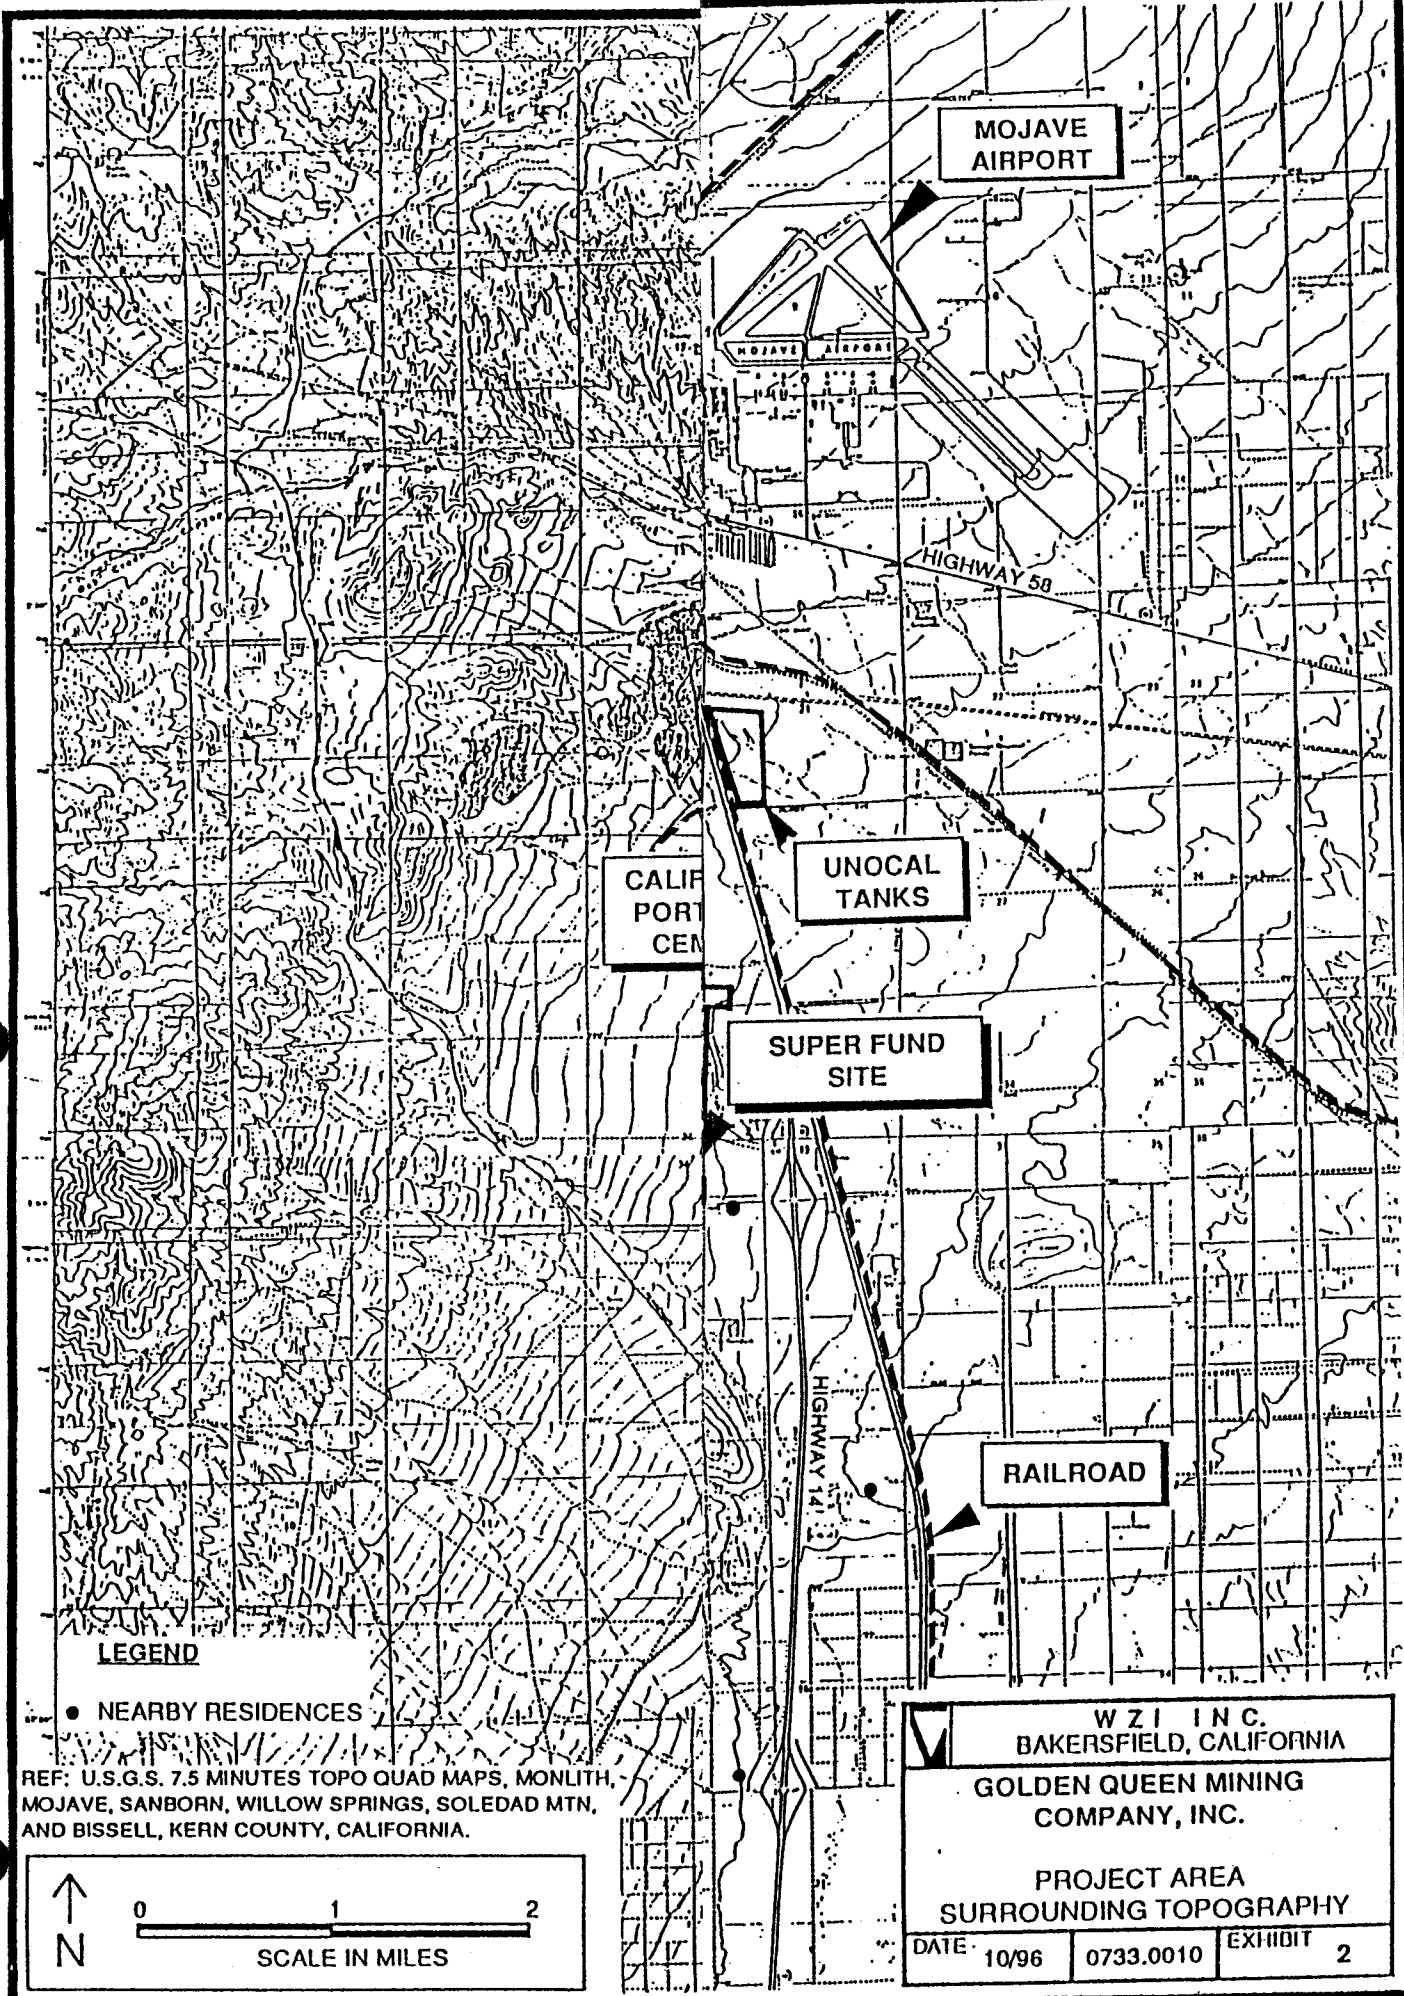 MOJAVE
AIRPORT
MOJAVE AIRPORT
HIGHWAY 58
UNOCAL
TANKS
CALIF
PORT
CEM
SUPER FUND
SITE
HIGHWAY 14
RAILROAD
LEGEND
● NEARBY RESIDENCES
REF: U.S.G.S. 7.5 MINUTES TOPO QUAD MAPS, MONLITH,
MOJAVE, SANBORN, WILLOW SPRINGS, SOLEDAD MTN,
AND BISSELL, KERN COUNTY, CALIFORNIA.
N
0 1 2
SCALE IN MILES
WZI INC.
BAKERSFIELD, CALIFORNIA
GOLDEN QUEEN MINING
COMPANY, INC.
PROJECT AREA
SURROUNDING TOPOGRAPHY
DATE 10/96 0733.0010 EXHIBIT 2